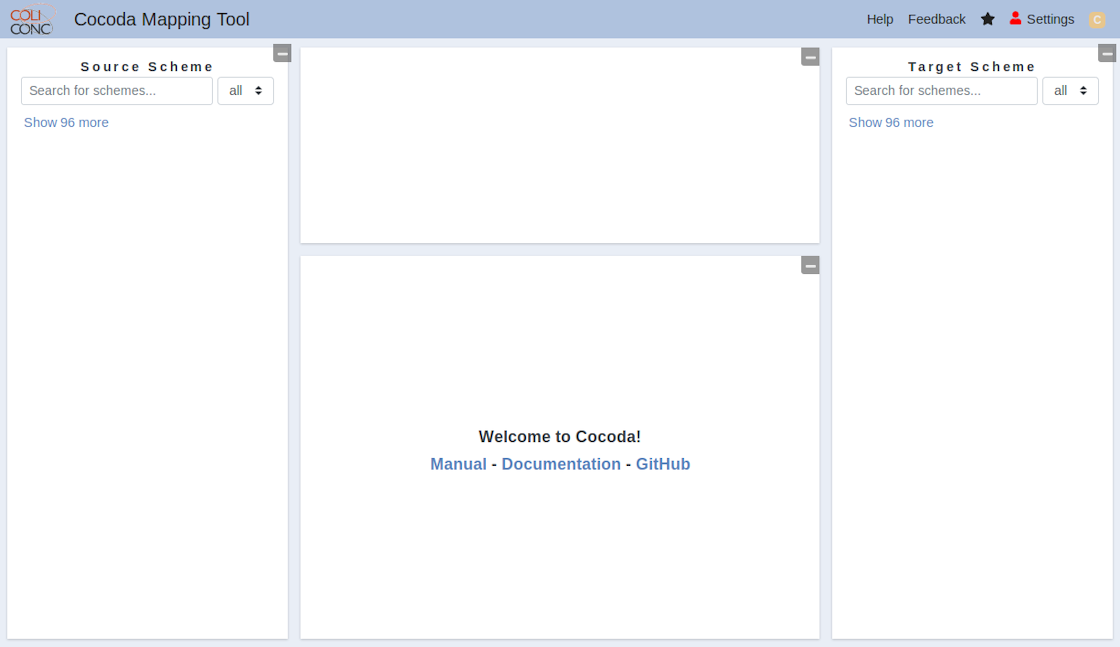 COLI
CONC
Cocoda Mapping Tool
Help Feedback Settings C
Source Scheme
Search for schemes... all
Show 96 more
Welcome to Cocoda!
Manual - Documentation - GitHub
Target Scheme
Search for schemes... all
Show 96 more